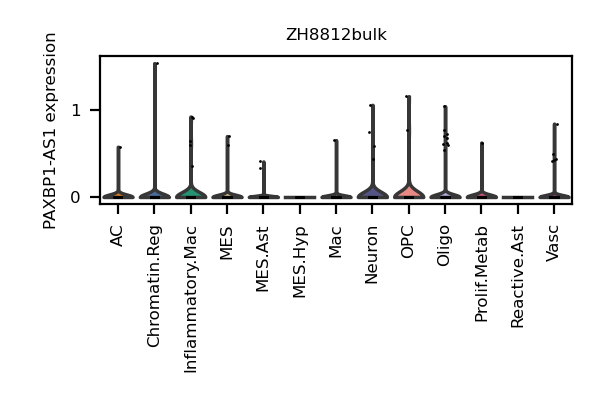 ZH8812bulk
PAXBP1-AS1 expression
1
0
AC
Chromatin.Reg
Inflammatory.Mac
MES
MES.Ast
MES.Hyp
Mac
Neuron
OPC
Oligo
Prolif.Metab
Reactive.Ast
Vasc